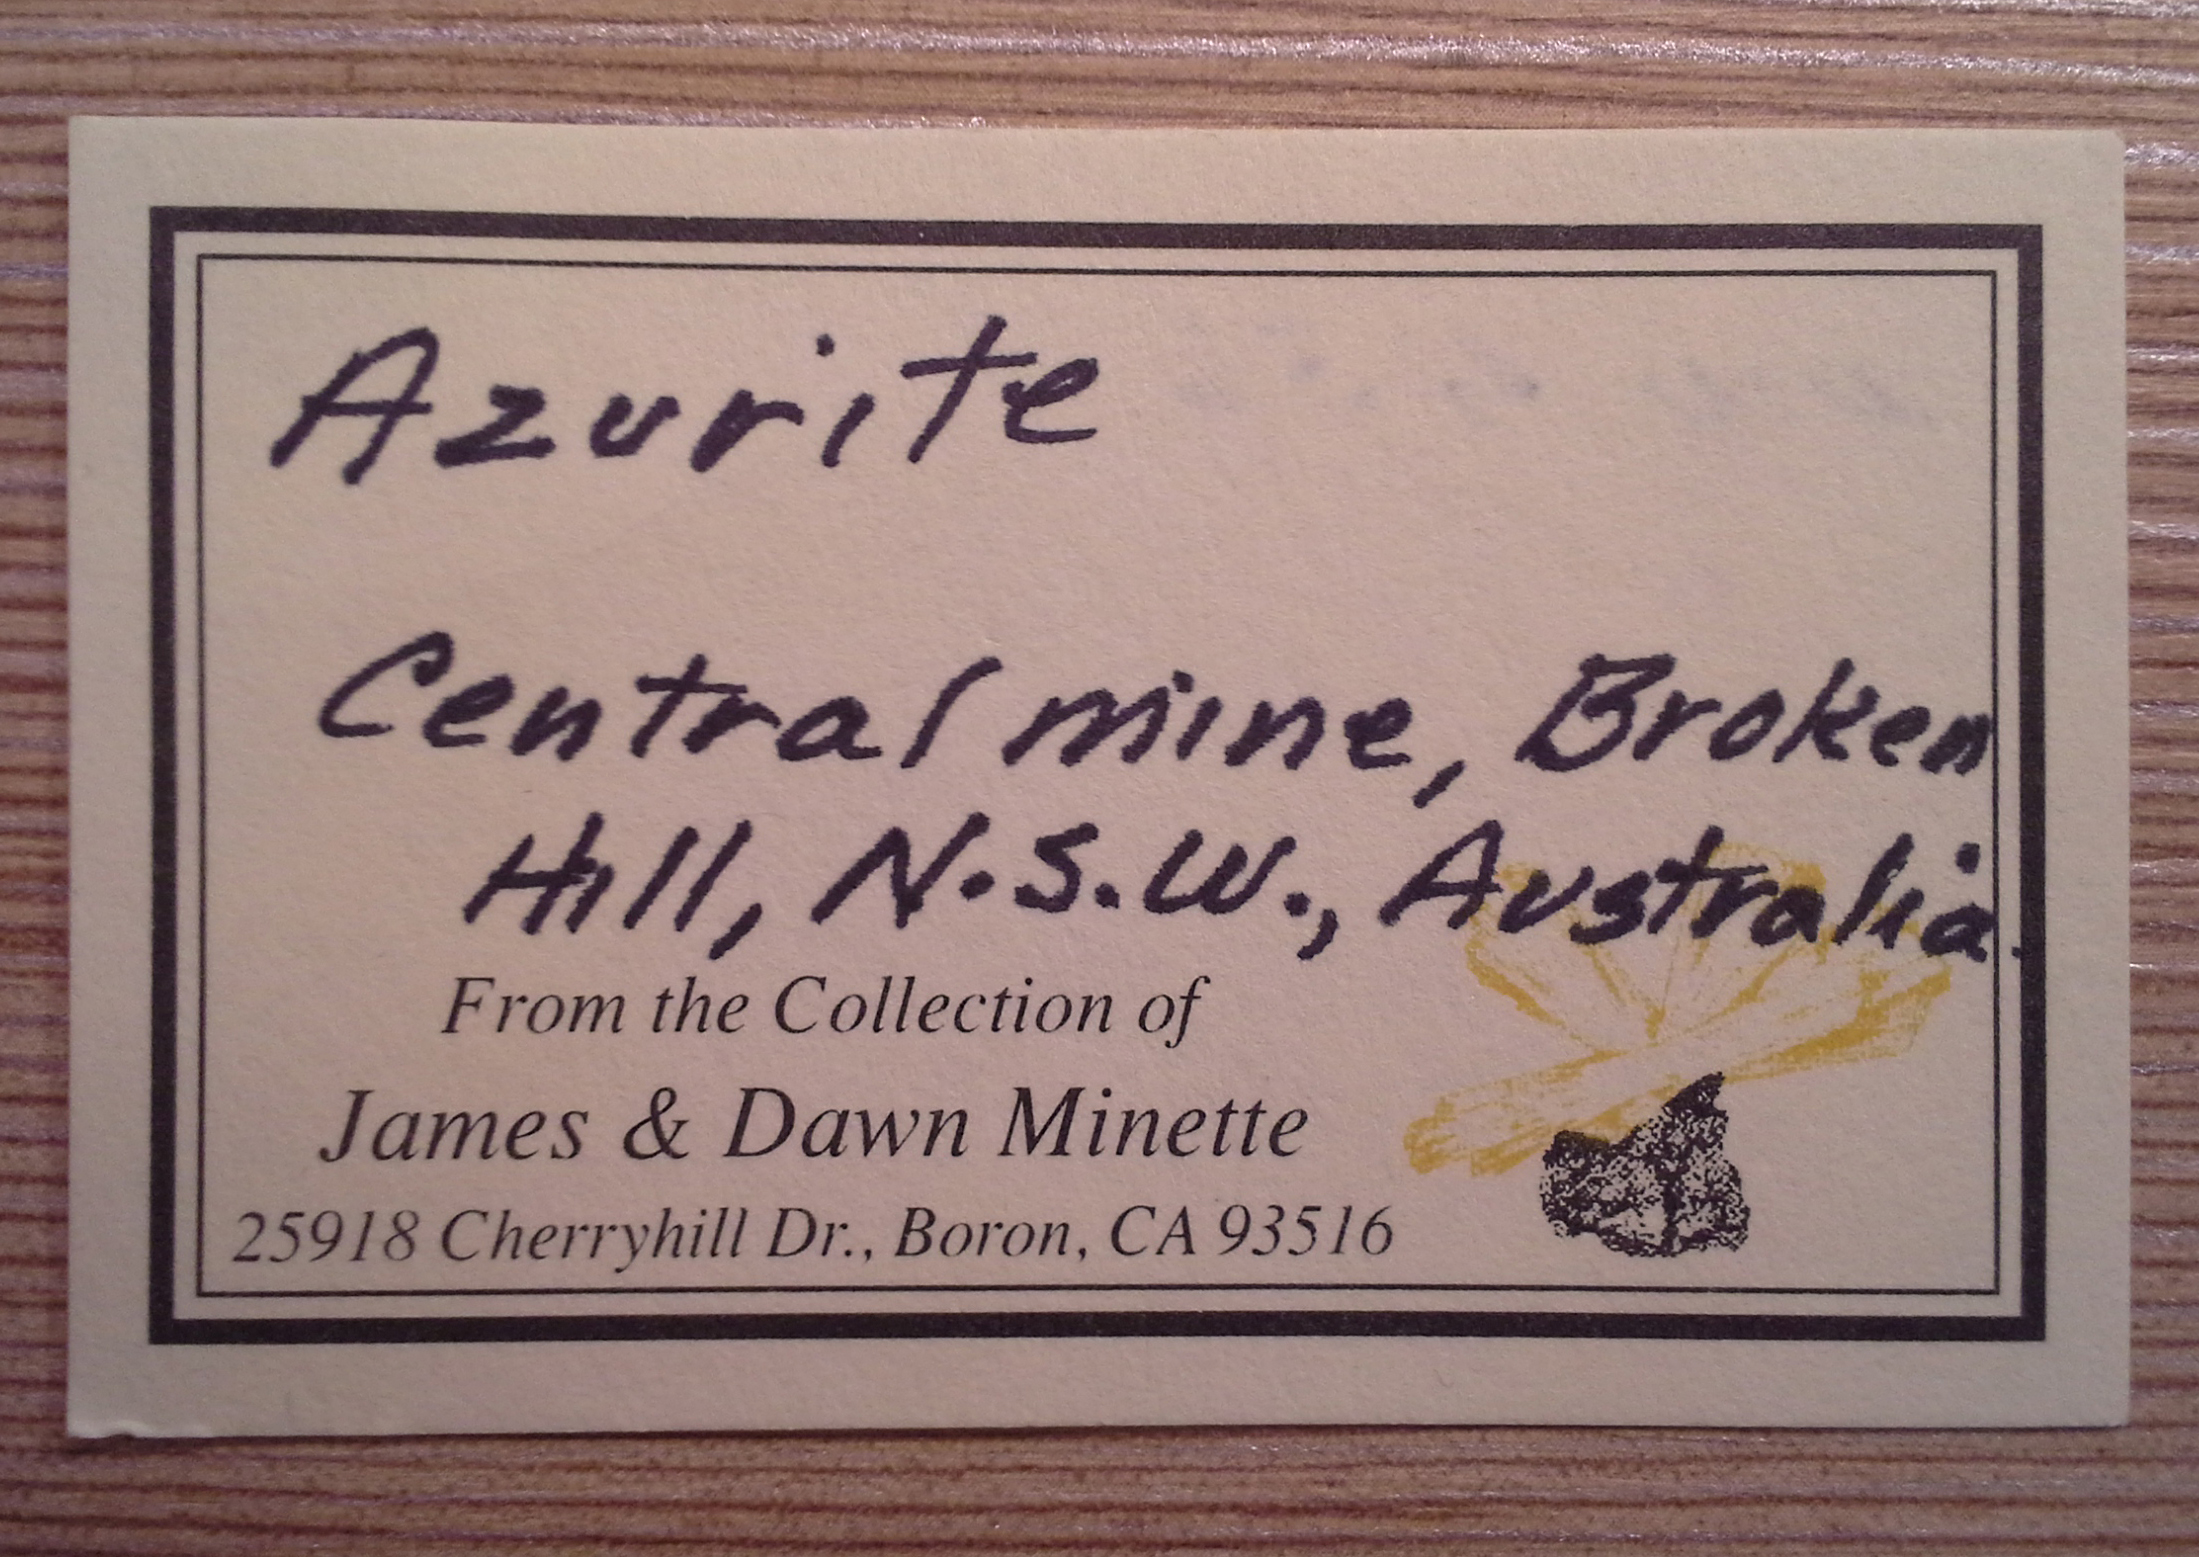 Azurite
Central mine, Broken
Hill, N.S.W., Australia.
From the Collection of
James & Dawn Minette
25918 Cherryhill Dr., Boron, CA 93516